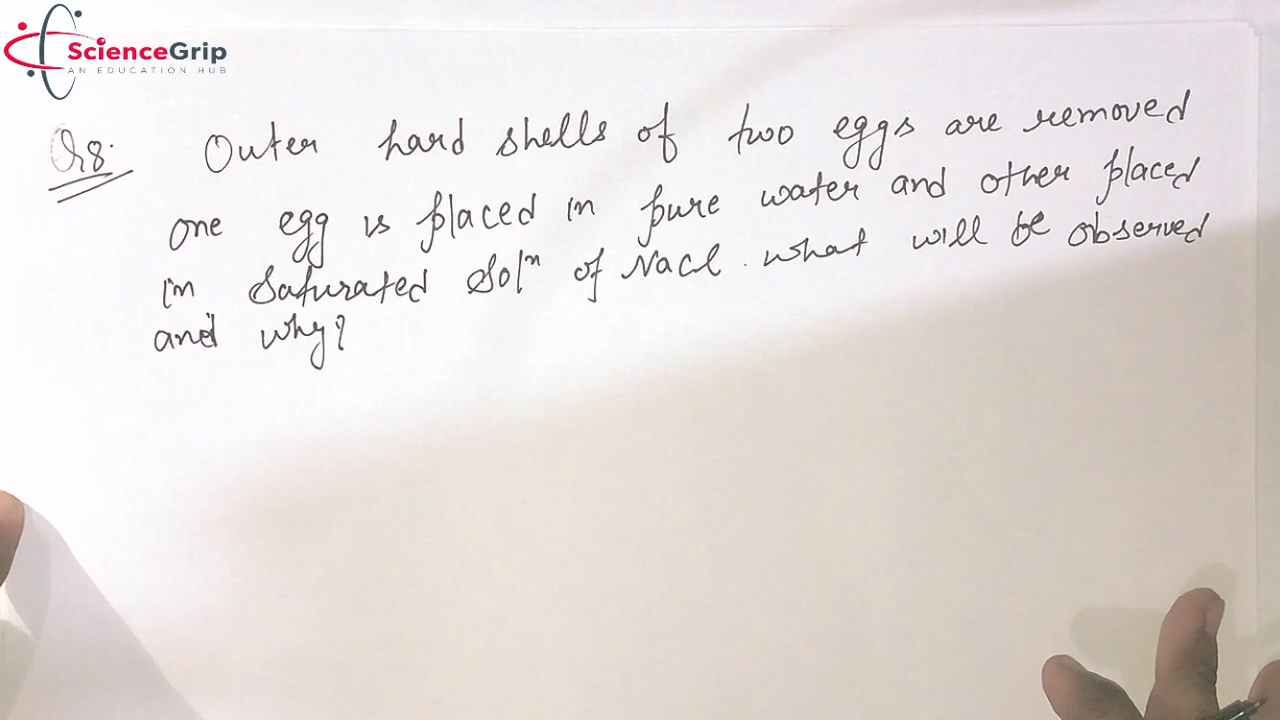 ScienceGrip
AN EDUCATION HUB
Q8. Outer hard shells of two eggs are removed
one egg is placed in pure water and other placed
in Saturated Solⁿ of NaCl. what will be observed
and why?